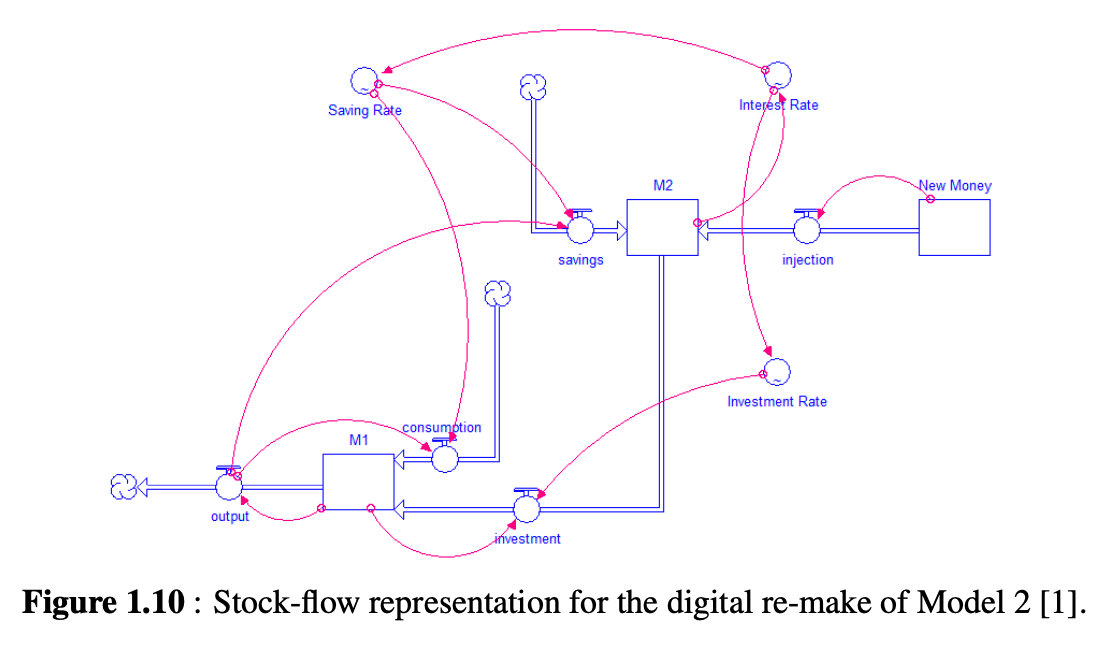 Saving Rate
Interest Rate
M2
New Money
savings
injection
Investment Rate
consumption
M1
output
investment
Figure 1.10 : Stock-flow representation for the digital re-make of Model 2 [1].